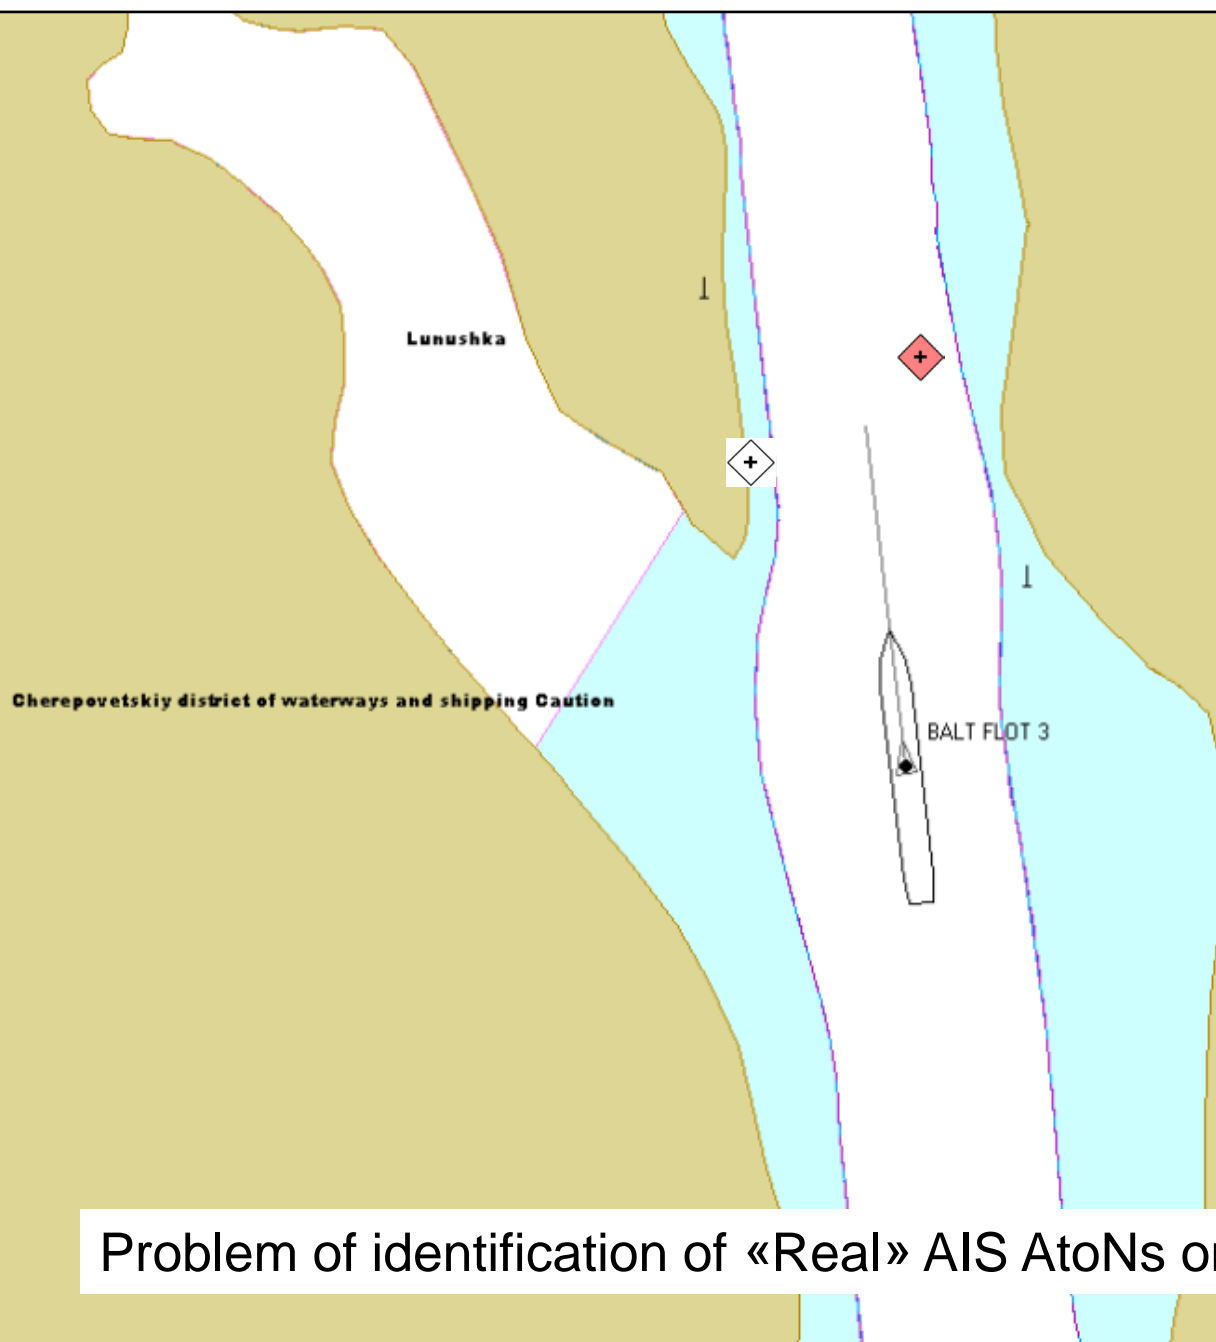 Lunushka
Cherepovetskiy district of waterways and shipping Caution
BALT FLOT 3
Problem of identification of «Real» AIS AtoNs